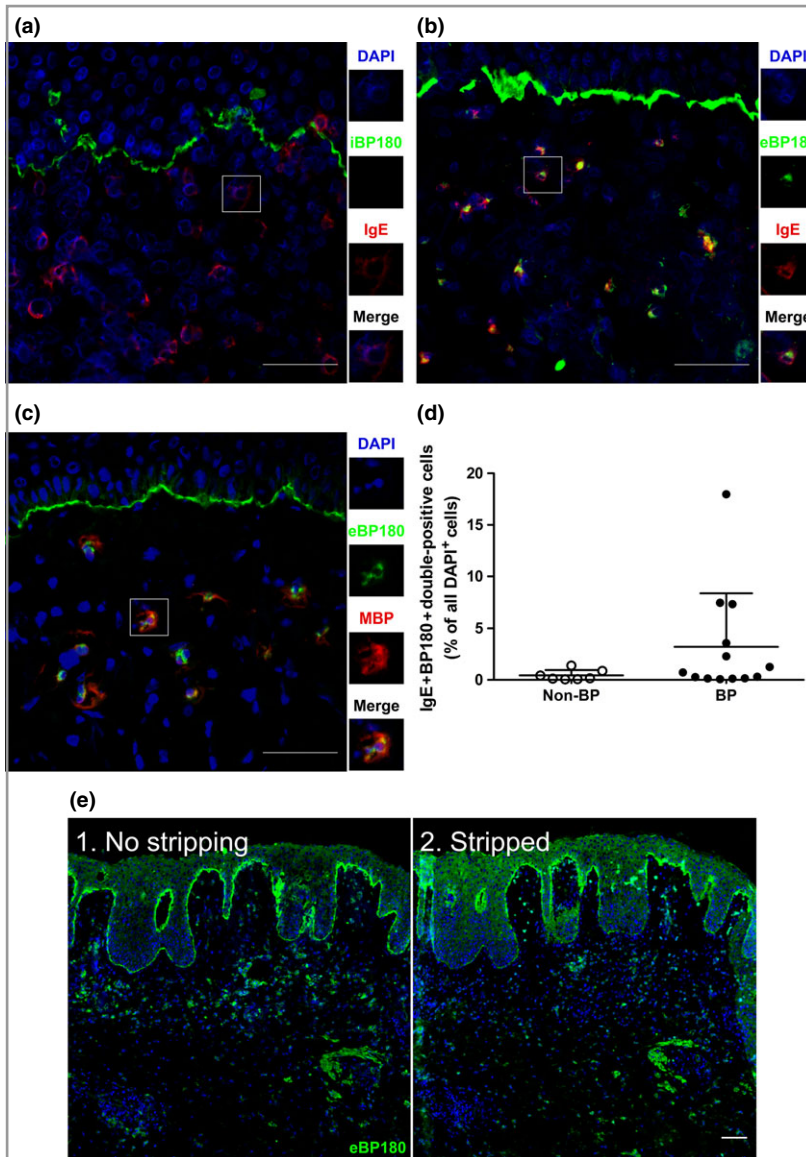 (a)
DAPI
iBP180
IgE
Merge
(b)
DAPI
eBP18
IgE
Merge
(c)
DAPI
eBP180
MBP
Merge
(d)
IgE+BP180+double-positive cells
(% of all DAPI+ cells)
20
15
10
5
0
Non-BP
BP
(e)
1. No stripping
2. Stripped
eBP180